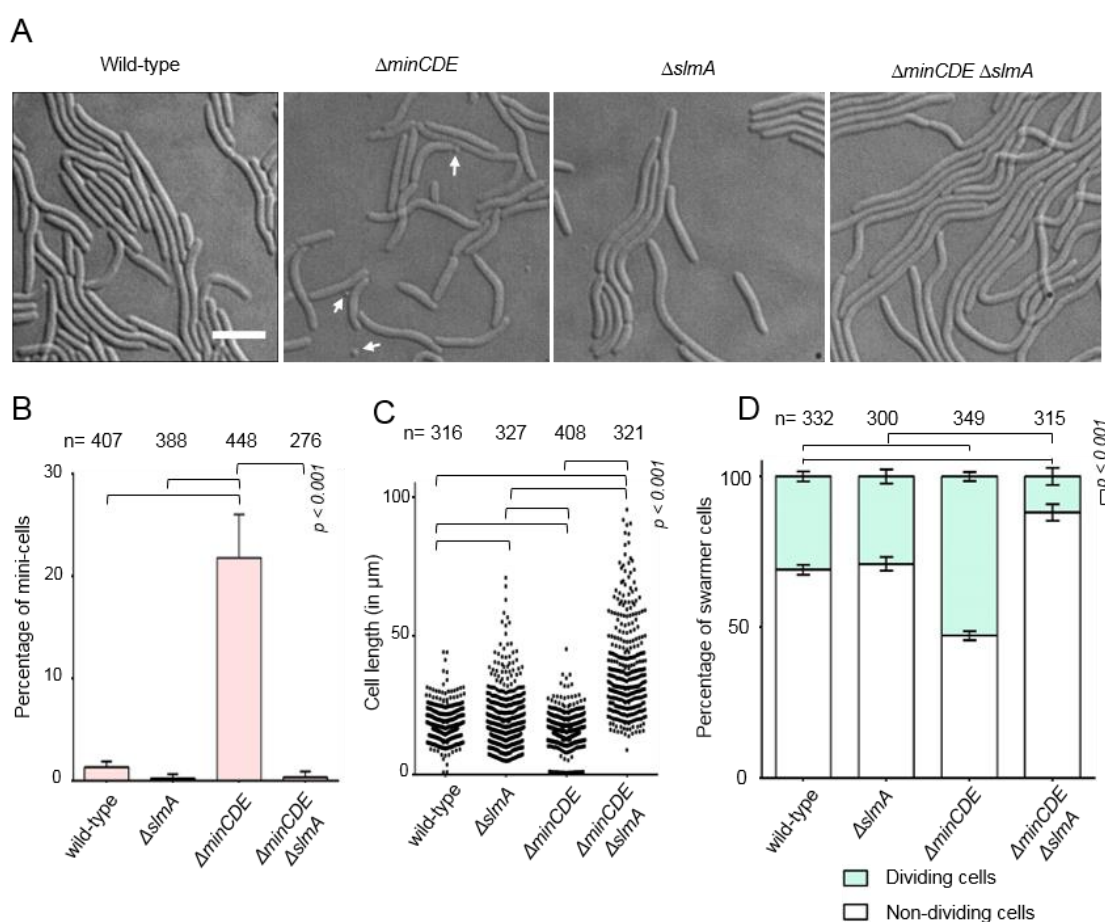 A
Wild-type ΔminCDE ΔslmA ΔminCDE ΔslmA
B
n= 407 388 448 276
p < 0.001
Percentage of mini-cells
30
20
10
0
wild-type
ΔslmA
ΔminCDE
ΔminCDE
ΔslmA
C
n= 316 327 408 321
p < 0.001
Cell length (in µm)
100
50
0
wild-type
ΔslmA
ΔminCDE
ΔminCDE
ΔslmA
D
n= 332 300 349 315
p < 0.001
Percentage of swarmer cells
100
50
0
wild-type
ΔslmA
ΔminCDE
ΔminCDE
ΔslmA
Dividing cells
Non-dividing cells